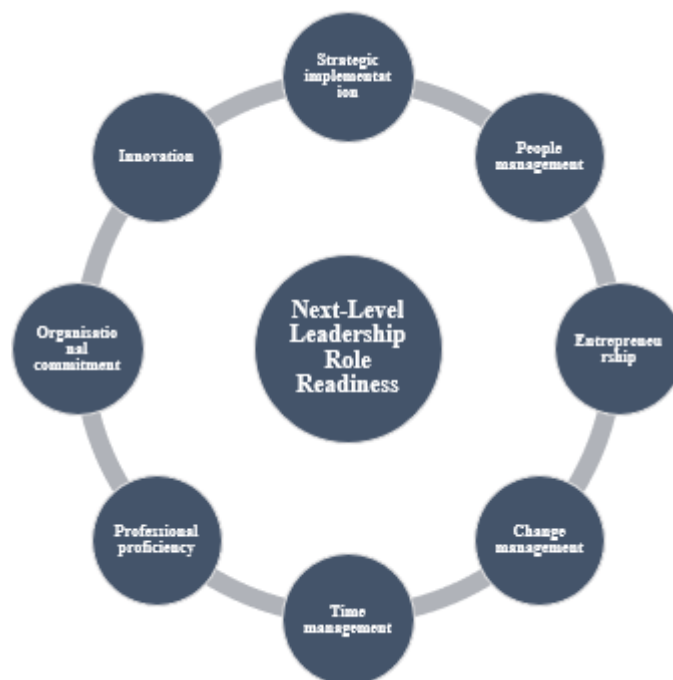 Strategic
implementat
ion
People
management
Entrepreneu
rship
Change
management
Time
management
Professional
proficiency
Organisatio
nal
commitment
Innovation
Next-Level
Leadership
Role
Readiness